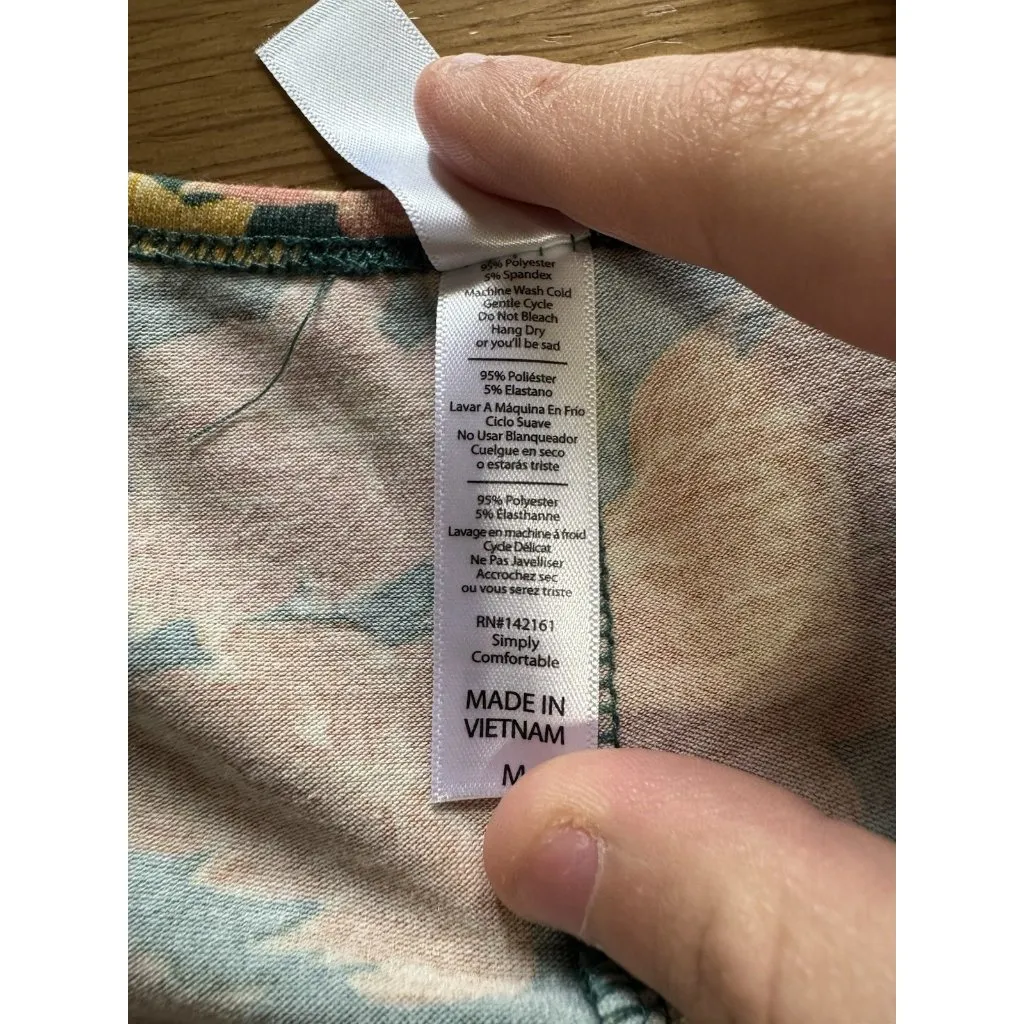 95% Polyester
5% Spandex
Machine Wash Cold
Gentle Cycle
Do Not Bleach
Hang Dry
or you'll be sad
95% Poliéster
5% Elastano
Lavar A Máquina En Frío
Ciclo Suave
No Usar Blanqueador
Cuelgue en seco
o estarás triste
95% Polyester
5% Élasthanne
Lavage en machine à froid
Cycle Délicat
Ne Pas Javelliser
Accrochez sec
ou vous serez triste
RN#142161
Simply
Comfortable
MADE IN
VIETNAM
M